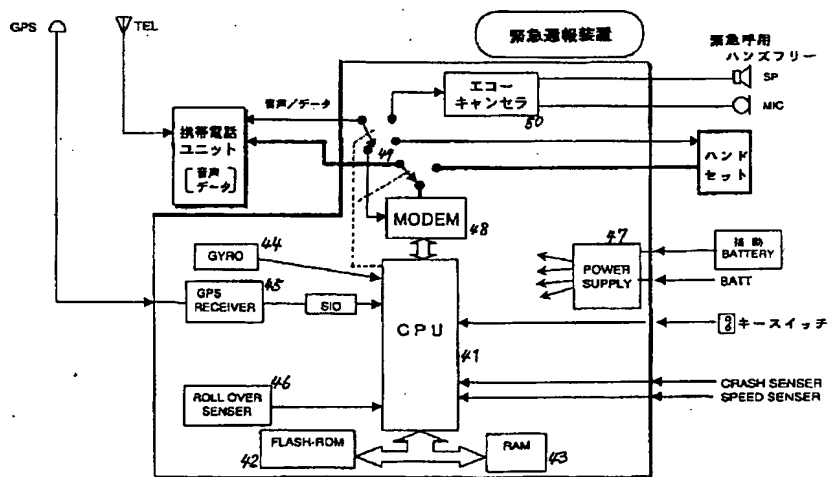 GPS
TEL
緊急通報装置
緊急呼用
ハンズフリー
SP
MIC
エコー
キャンセラ
50
音声/データ
携帯電話
ユニット
音声
データ
49
ハンド
セット
MODEM
48
GYRO
44
GPS
RECEIVER
45
SIO
CPU
41
47
POWER
SUPPLY
補助
BATTERY
BATT
キースイッチ
ROLL OVER
SENSER
46
CRASH SENSER
SPEED SENSER
FLASH-ROM
42
RAM
43